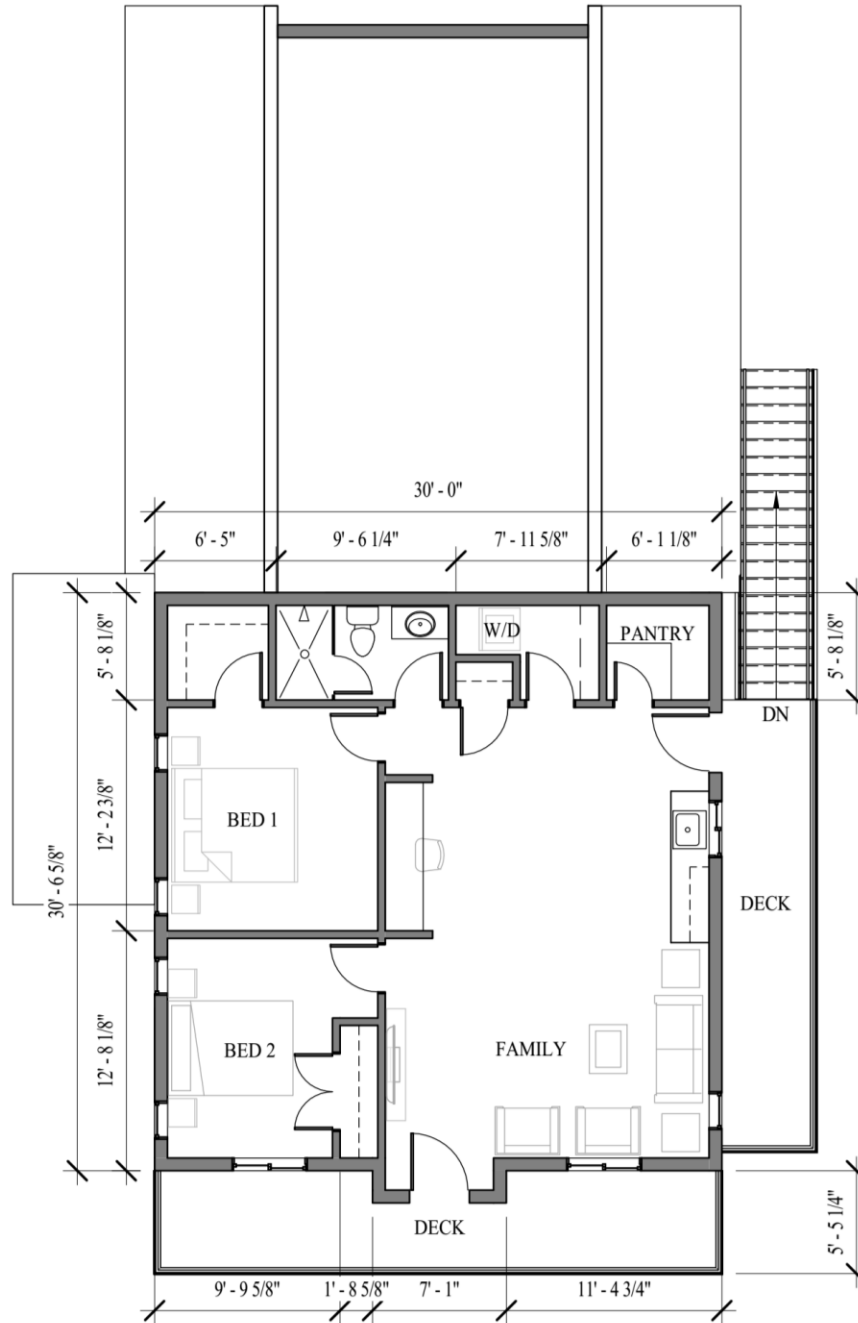 30' - 0"
6' - 5"
9' - 6 1/4"
7' - 11 5/8"
6' - 1 1/8"
5' - 8 1/8"
W/D
PANTRY
5' - 8 1/8"
DN
12' - 2 3/8"
BED 1
30' - 6 5/8"
DECK
12' - 8 1/8"
BED 2
FAMILY
DECK
5' - 5 1/4"
9' - 9 5/8"
1' - 8 5/8"
7' - 1"
11' - 4 3/4"